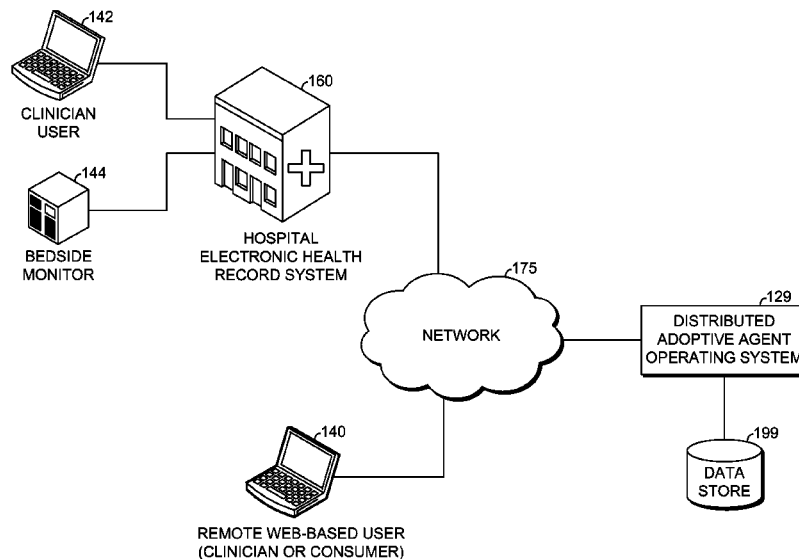 142
CLINICIAN
USER
160
144
BEDSIDE
MONITOR
HOSPITAL
ELECTRONIC HEALTH
RECORD SYSTEM
175
NETWORK
129
DISTRIBUTED
ADOPTIVE AGENT
OPERATING SYSTEM
199
DATA
STORE
140
REMOTE WEB-BASED USER
(CLINICIAN OR CONSUMER)